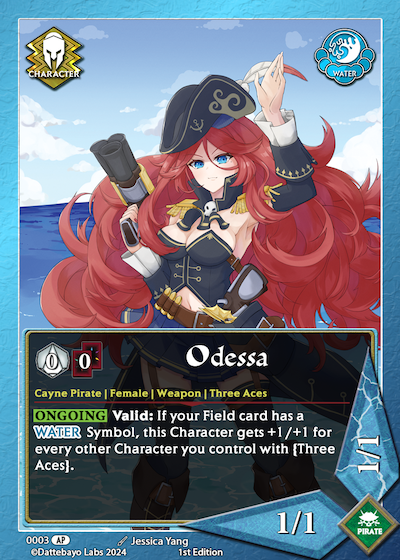 CHARACTER
WATER
0 0
Odessa
Cayne Pirate | Female | Weapon | Three Aces
ONGOING Valid: If your Field card has a
WATER Symbol, this Character gets +1/+1 for
every other Character you control with [Three
Aces].
1/1
1/1
PIRATE
0003 AP Jessica Yang
©Dattebayo Labs 2024 1st Edition